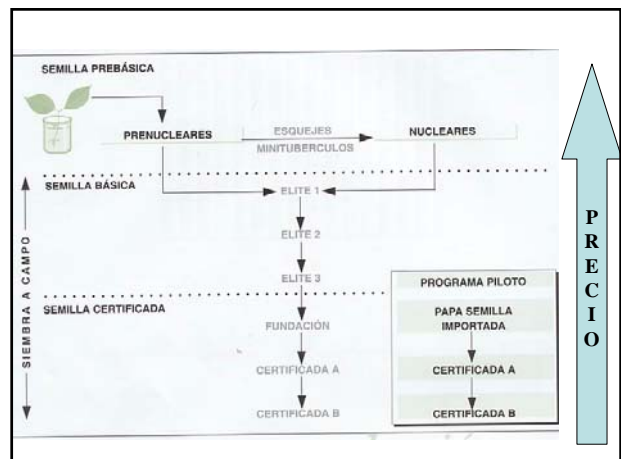 SEMILLA PREBÁSICA
PRENUCLEARES
ESQUEJES
MINITUBERCULOS
NUCLEARES
SEMILLA BÁSICA
ELITE 1
ELITE 2
ELITE 3
SEMILLA CERTIFICADA
FUNDACIÓN
CERTIFICADA A
CERTIFICADA B
SIEMBRA A CAMPO
PROGRAMA PILOTO
PAPA SEMILLA
IMPORTADA
CERTIFICADA A
CERTIFICADA B
PRECIO